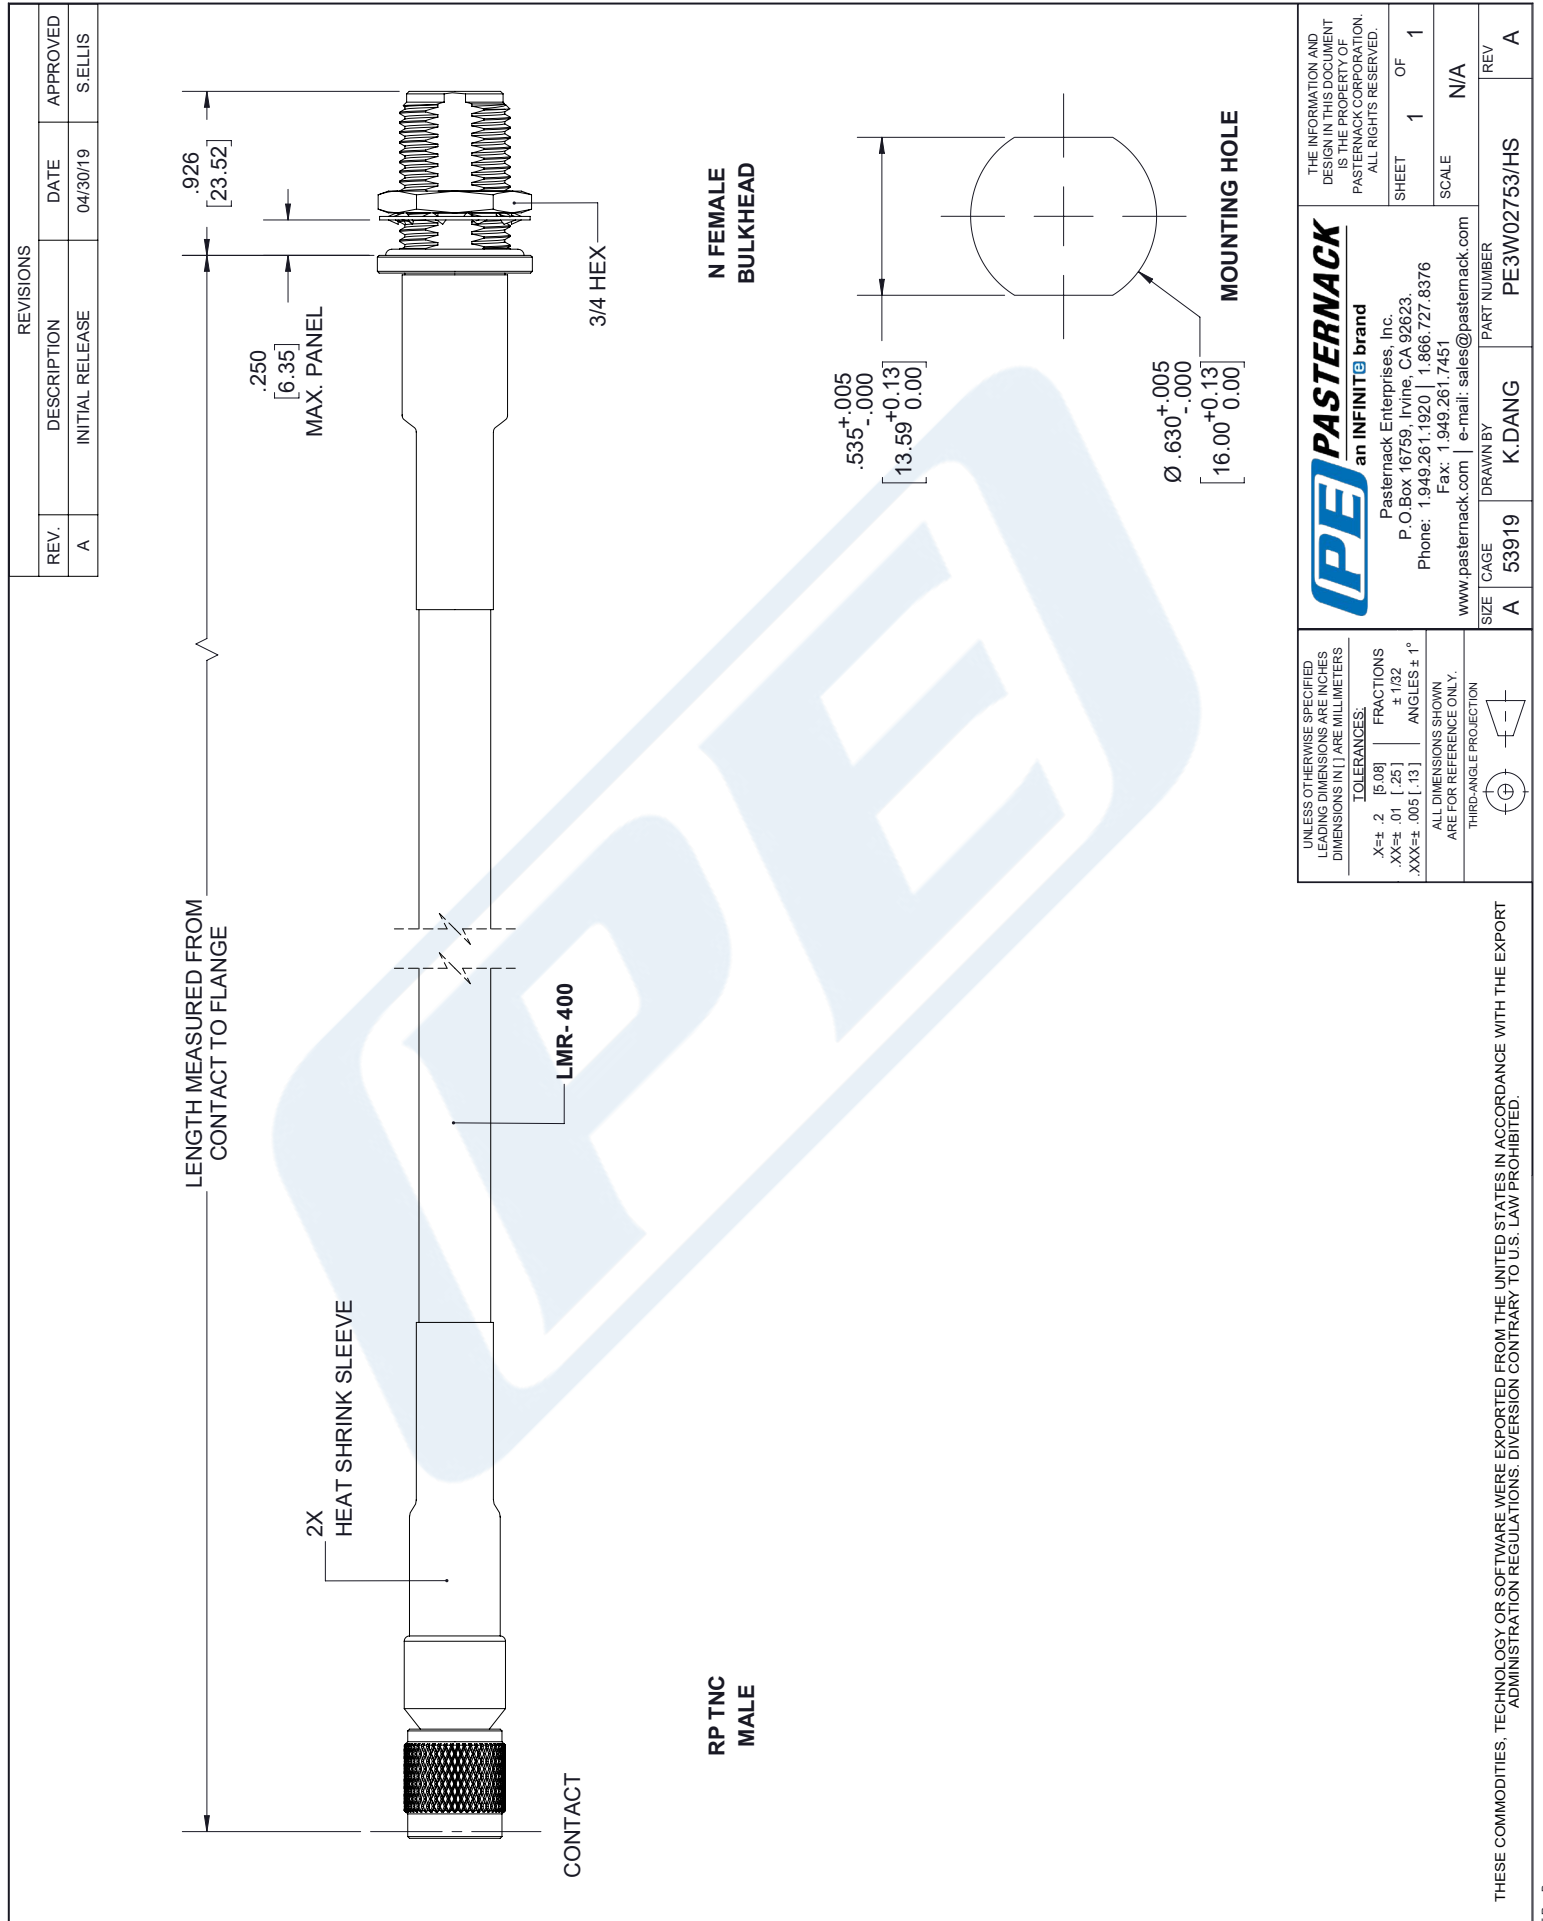 REVISIONS
REV. DESCRIPTION DATE APPROVED
A INITIAL RELEASE 04/30/19 S.ELLIS
LENGTH MEASURED FROM
CONTACT TO FLANGE
.926
[23.52]
.250
[6.35]
MAX. PANEL
2X
HEAT SHRINK SLEEVE
LMR-400
3/4 HEX
CONTACT
RP TNC
MALE
N FEMALE
BULKHEAD
.535 +.005
-.000
[13.59 +0.13
0.00]
Ø .630 +.005
-.000
[16.00 +0.13
0.00]
MOUNTING HOLE
PE
UNLESS OTHERWISE SPECIFIED
LEADING DIMENSIONS ARE INCHES
DIMENSIONS IN [ ] ARE MILLIMETERS
TOLERANCES:
.X=± .2 [5.08] FRACTIONS
.XX=± .01 [.25] ± 1/32
.XXX=± .005 [.13] ANGLES ± 1°
ALL DIMENSIONS SHOWN
ARE FOR REFERENCE ONLY.
THIRD-ANGLE PROJECTION
PE PASTERNACK
an INFINITe brand
Pasternack Enterprises, Inc.
P.O.Box 16759, Irvine, CA 92623.
Phone: 1.949.261.1920 | 1.866.727.8376
Fax: 1.949.261.7451
www.pasternack.com | e-mail: sales@pasternack.com
THE INFORMATION AND
DESIGN IN THIS DOCUMENT
IS THE PROPERTY OF
PASTERNACK CORPORATION.
ALL RIGHTS RESERVED.
SHEET 1 OF 1
SCALE N/A
SIZE CAGE DRAWN BY PART NUMBER REV
A 53919 K.DANG PE3W02753/HS A
THESE COMMODITIES, TECHNOLOGY OR SOFTWARE WERE EXPORTED FROM THE UNITED STATES IN ACCORDANCE WITH THE EXPORT
ADMINISTRATION REGULATIONS. DIVERSION CONTRARY TO U.S. LAW PROHIBITED.